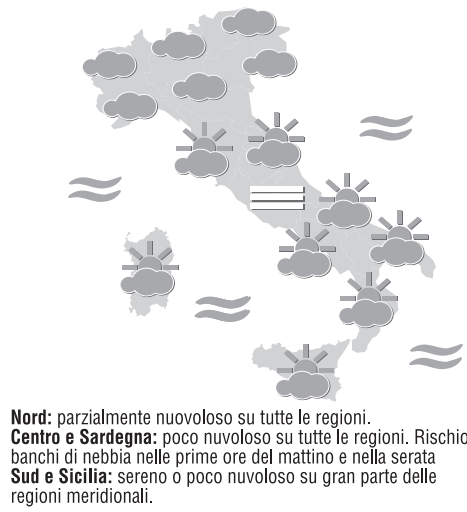 Nord: parzialmente nuovoloso su tutte le regioni.
Centro e Sardegna: poco nuvoloso su tutte le regioni. Rischio
banchi di nebbia nelle prime ore del mattino e nella serata
Sud e Sicilia: sereno o poco nuvoloso su gran parte delle
regioni meridionali.